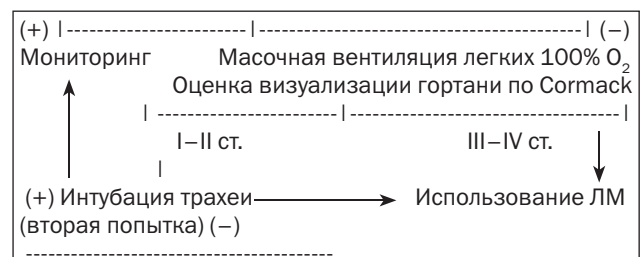 (+) |-----------------------|----------------------------------------| (−)
Мониторинг Масочная вентиляция легких 100% O₂
Оценка визуализации гортани по Cormack
| ------------------------|------------------------------------|
I–II ст. III–IV ст.
|
(+) Интубация трахеи Использование ЛМ
(вторая попытка) (−)
-----------------------------------------